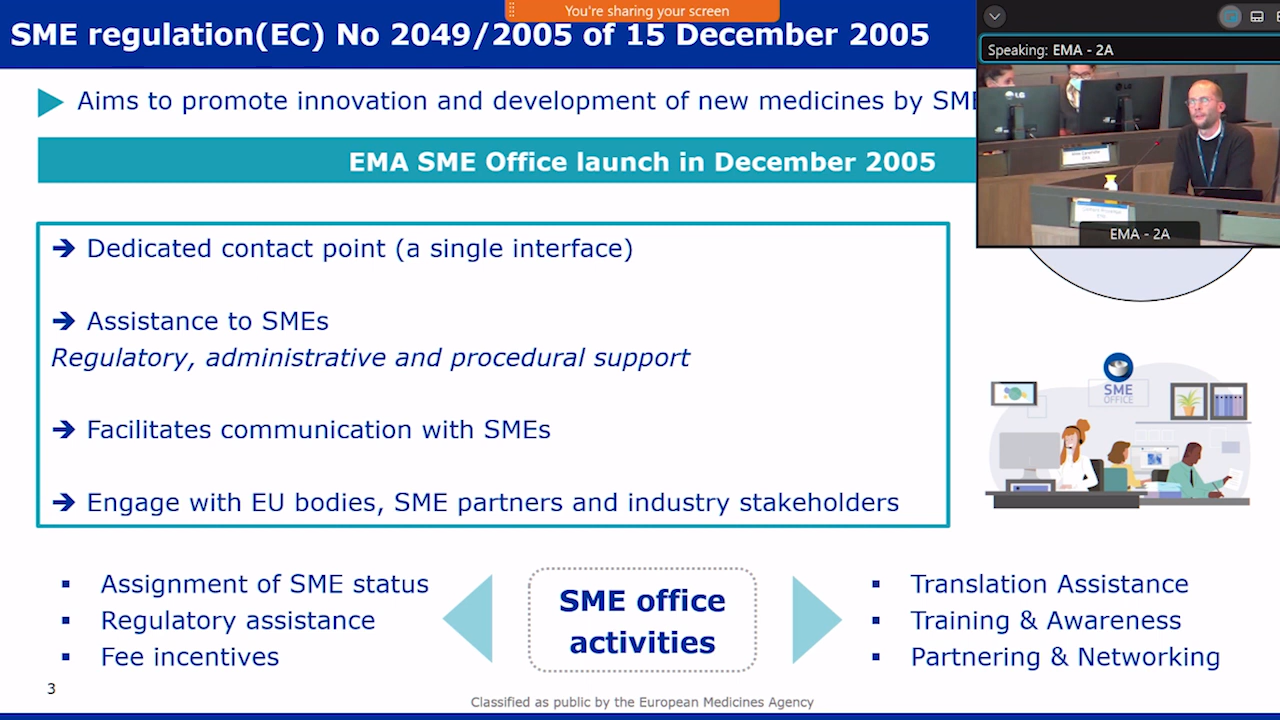 You're sharing your screen
SME regulation(EC) No 2049/2005 of 15 December 2005
Speaking: EMA - 2A
Aims to promote innovation and development of new medicines by SME
EMA SME Office launch in December 2005
LG
LG
EMA - 2A
→ Dedicated contact point (a single interface)
→ Assistance to SMEs
Regulatory, administrative and procedural support
→ Facilitates communication with SMEs
→ Engage with EU bodies, SME partners and industry stakeholders
SME
OFFICE
▪ Assignment of SME status
▪ Regulatory assistance
▪ Fee incentives
SME office
activities
▪ Translation Assistance
▪ Training & Awareness
▪ Partnering & Networking
3
Classified as public by the European Medicines Agency